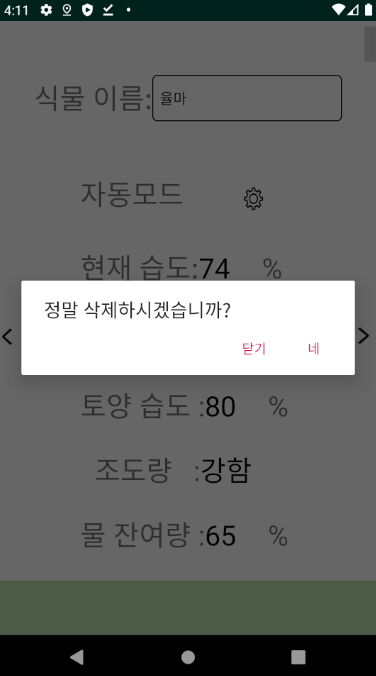 4:11
식물 이름:율마
자동모드
현재 습도:74 %
정말 삭제하시겠습니까?
닫기 네
토양 습도 :80 %
조도량 :강함
물 잔여량 :65 %